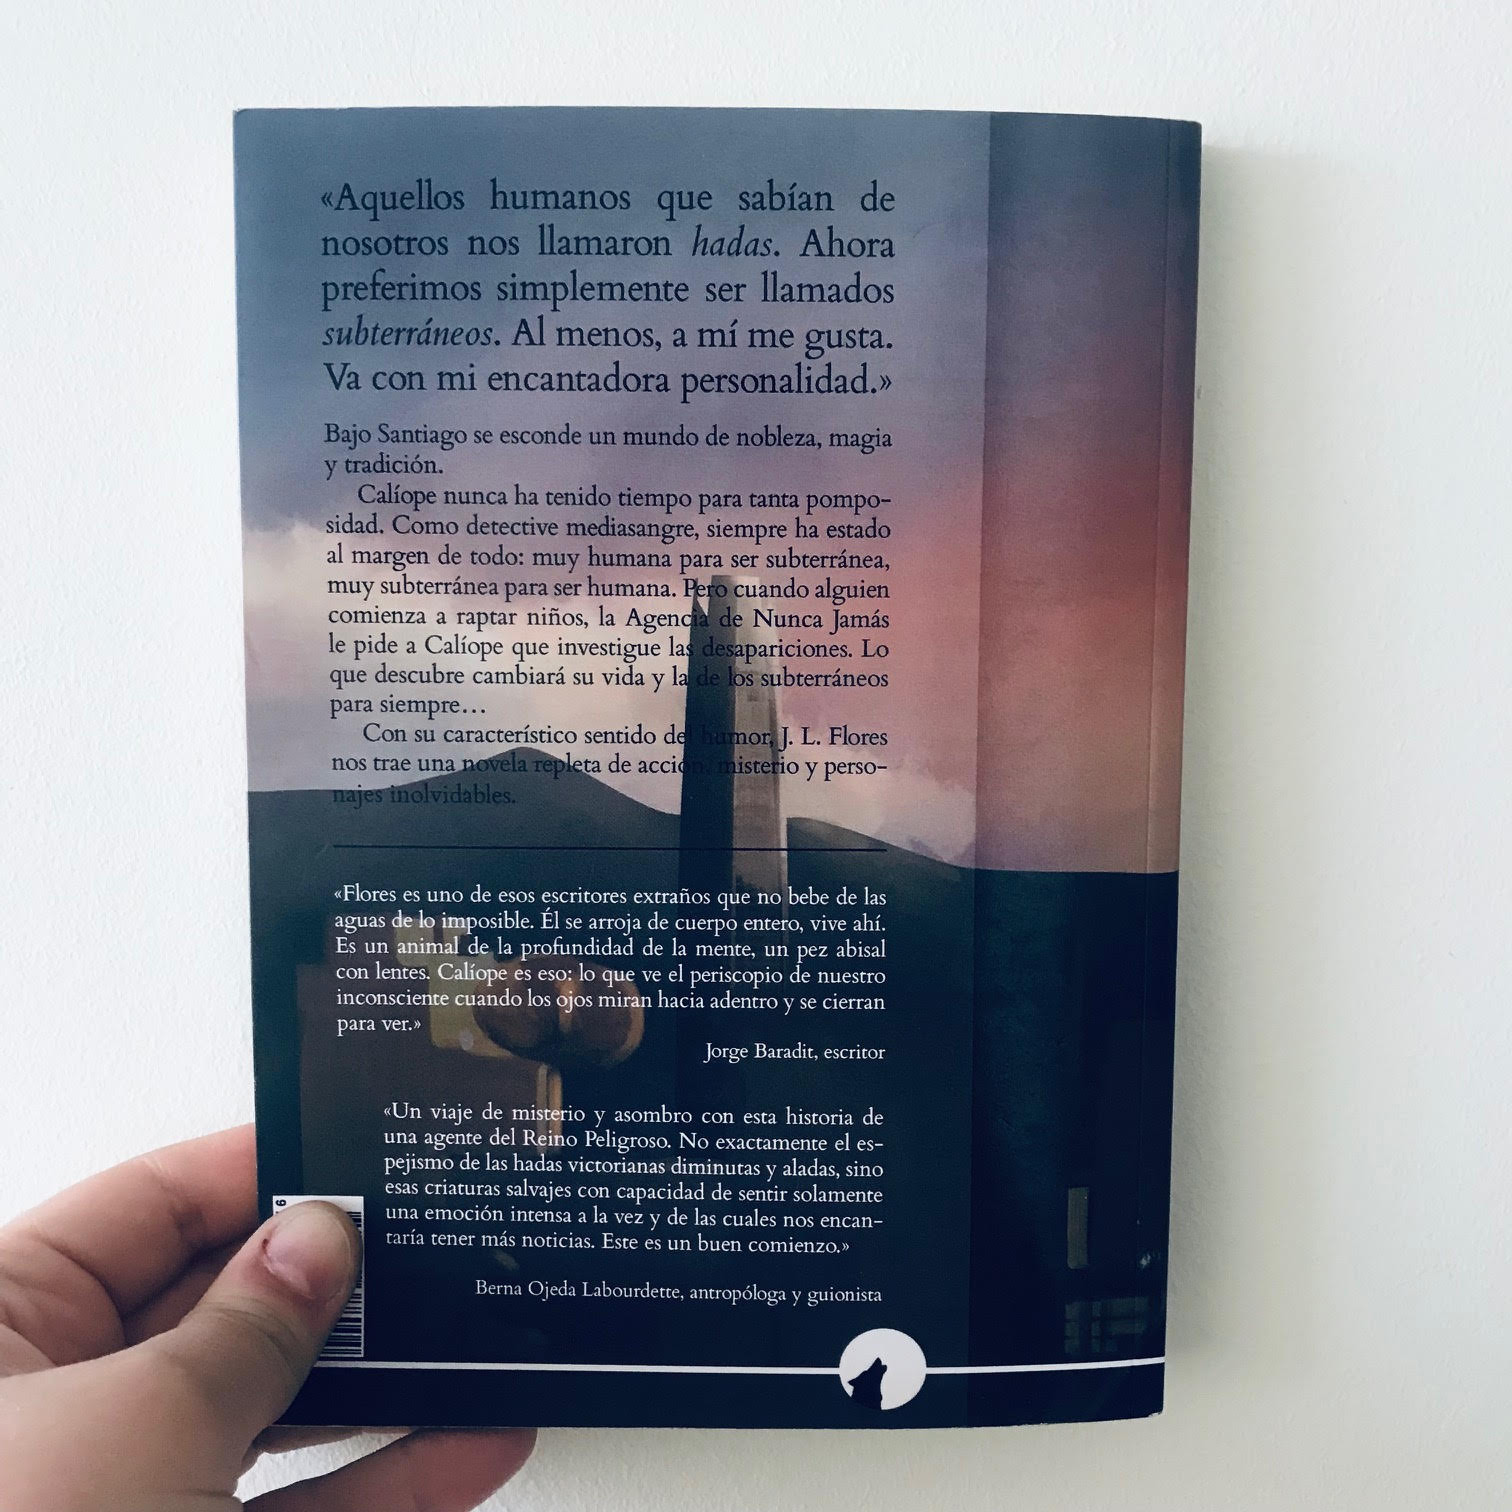 «Aquellos humanos que sabían de
nosotros nos llamaron hadas. Ahora
preferimos simplemente ser llamados
subterráneos. Al menos, a mí me gusta.
Va con mi encantadora personalidad.»
Bajo Santiago se esconde un mundo de nobleza, magia
y tradición.
Calíope nunca ha tenido tiempo para tanta pompo-
sidad. Como detective mediasangre, siempre ha estado
al margen de todo: muy humana para ser subterránea,
muy subterránea para ser humana. Pero cuando alguien
comienza a raptar niños, la Agencia de Nunca Jamás
le pide a Calíope que investigue las desapariciones. Lo
que descubre cambiará su vida y la de los subterráneos
para siempre…
Con su característico sentido del humor, J. L. Flores
nos trae una novela repleta de acción, misterio y perso-
najes inolvidables.
«Flores es uno de esos escritores extraños que no bebe de las
aguas de lo imposible. Él se arroja de cuerpo entero, vive ahí.
Es un animal de la profundidad de la mente, un pez abisal
con lentes. Calíope es eso: lo que ve el periscopio de nuestro
inconsciente cuando los ojos miran hacia adentro y se cierran
para ver.»
Jorge Baradit, escritor
«Un viaje de misterio y asombro con esta historia de
una agente del Reino Peligroso. No exactamente el es-
pejismo de las hadas victorianas diminutas y aladas, sino
esas criaturas salvajes con capacidad de sentir solamente
una emoción intensa a la vez y de las cuales nos encan-
taría tener más noticias. Este es un buen comienzo.»
Berna Ojeda Labourdette, antropóloga y guionista